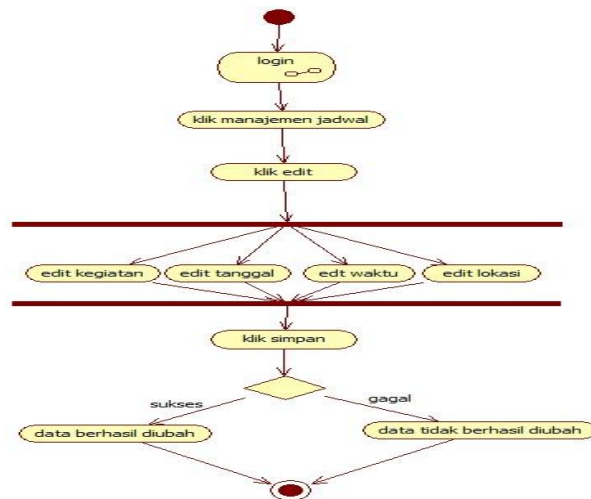 login
klik manajemen jadwal
klik edit
edit kegiatan
edit tanggal
edt waktu
edit lokasi
klik simpan
sukses
gagal
data berhasil diubah
data tidak berhasil diubah